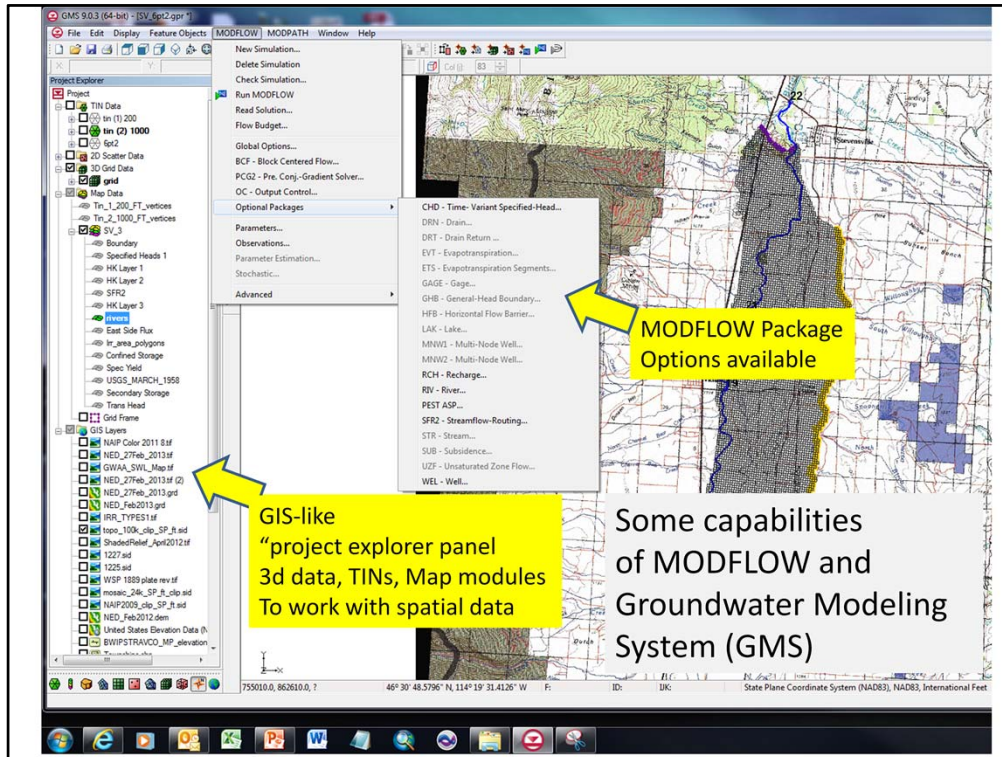 GMS 9.0.3 (64-bit) - [SV_6pt2.gpr *]
File Edit Display Feature Objects MODFLOW MODPATH Window Help
X: Y: Col (j): 83
Project Explorer
Project
TIN Data
tin (1) 200
tin (2) 1000
6pt2
2D Scatter Data
3D Grid Data
grid
Map Data
Tin_1_200_FT_vertices
Tin_2_1000_FT_vertices
SV_3
Boundary
Specified Heads 1
HK Layer 1
HK Layer 2
SFR2
HK Layer 3
rivers
East Side Flux
Irr_area_polygons
Confined Storage
Spec Yield
USGS_MARCH_1958
Secondary Storage
Trans Head
Grid Frame
GIS Layers
NAIP Color 2011 8.tif
NED_27Feb_2013.tif
GWAA_SWL_Map.tif
NED_27Feb_2013.tif (2)
NED_27Feb_2013.grd
NED_Feb2013.grd
IRR_TYPES1.tif
topo_100k_clip_SP_ft.sid
ShadedRelief_April2012.tif
1227.sid
1225.sid
WSP 1889 plate rev.tif
mosaic_24k_SP_ft_clip.sid
NAIP2009_clip_SP_ft.sid
NED_Feb2012.dem
United States Elevation Data (N
BWIPSTRAVCO_MP_elevation
New Simulation...
Delete Simulation
Check Simulation...
Run MODFLOW
Read Solution...
Flow Budget...
Global Options...
BCF - Block Centered Flow...
PCG2 - Pre. Conj.-Gradient Solver...
OC - Output Control...
Optional Packages
Parameters...
Observations...
Parameter Estimation...
Stochastic...
Advanced
CHD - Time- Variant Specified-Head...
DRN - Drain...
DRT - Drain Return ...
EVT - Evapotranspiration...
ETS - Evapotranspiration Segments...
GAGE - Gage...
GHB - General-Head Boundary...
HFB - Horizontal Flow Barrier...
LAK - Lake...
MNW1 - Multi-Node Well...
MNW2 - Multi-Node Well...
RCH - Recharge...
RIV - River...
PEST ASP...
SFR2 - Streamflow-Routing...
STR - Stream...
SUB - Subsidence...
UZF - Unsaturated Zone Flow...
WEL - Well...
22
Stevensville
MODFLOW Package
Options available
GIS-like
“project explorer panel
3d data, TINs, Map modules
To work with spatial data
Some capabilities
of MODFLOW and
Groundwater Modeling
System (GMS)
755010.0, 862610.0, ? 46° 30' 48.5796" N, 114° 19' 31.4126" W F: ID: IJK: State Plane Coordinate System (NAD83), NAD83, International Feet